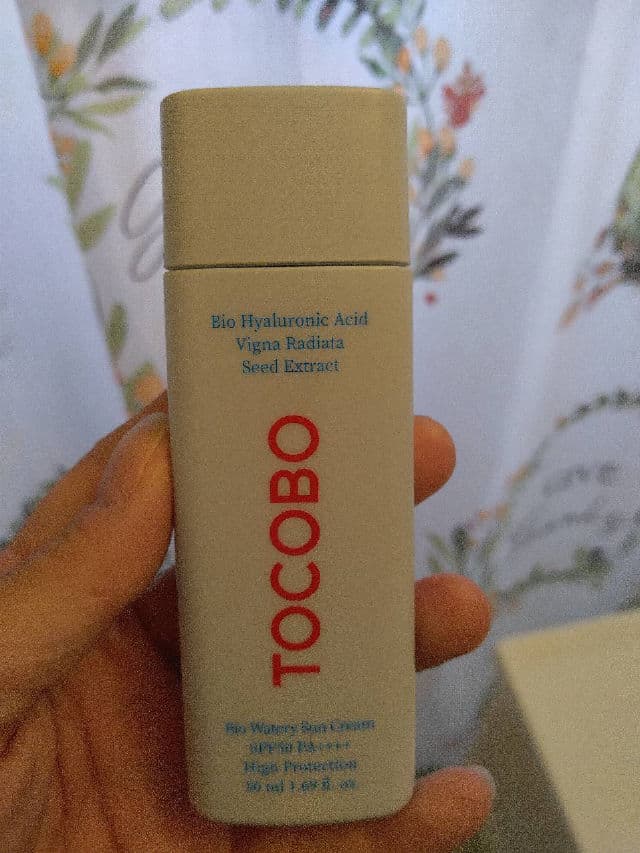 Bio Hyaluronic Acid
Vigna Radiata
Seed Extract
TOCOBO
Bio Watery Sun Cream
SPF50 PA++++
High Protection
50 ml 1.69 fl. oz